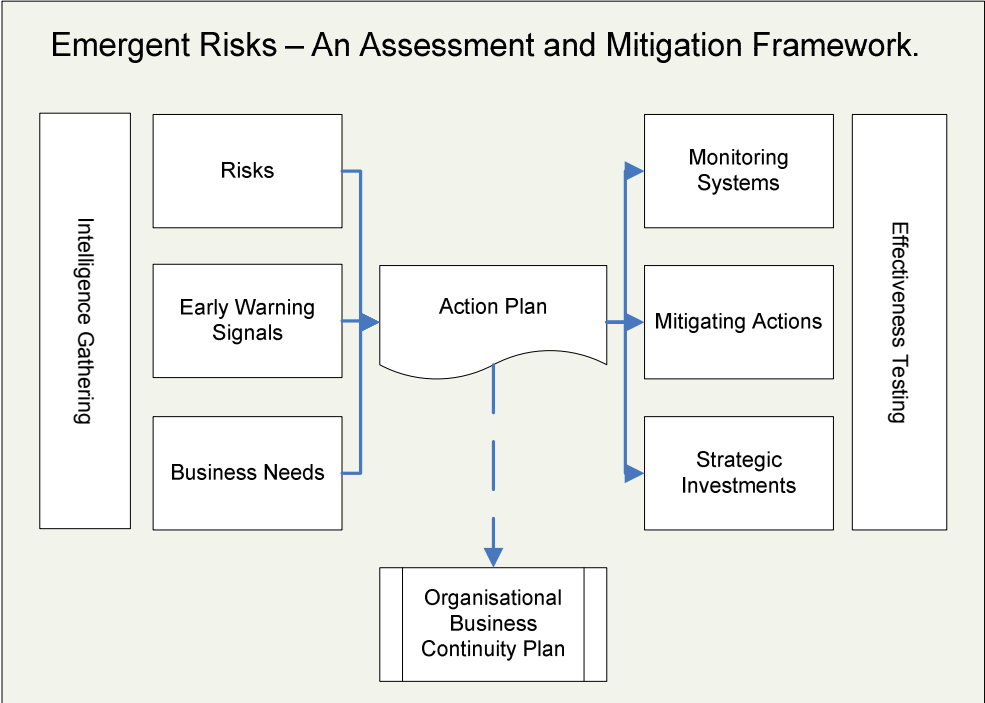 Emergent Risks – An Assessment and Mitigation Framework.
Intelligence Gathering
Risks
Early Warning
Signals
Business Needs
Action Plan
Monitoring
Systems
Mitigating Actions
Strategic
Investments
Effectiveness Testing
Organisational
Business
Continuity Plan